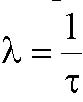 λ = 1/τ